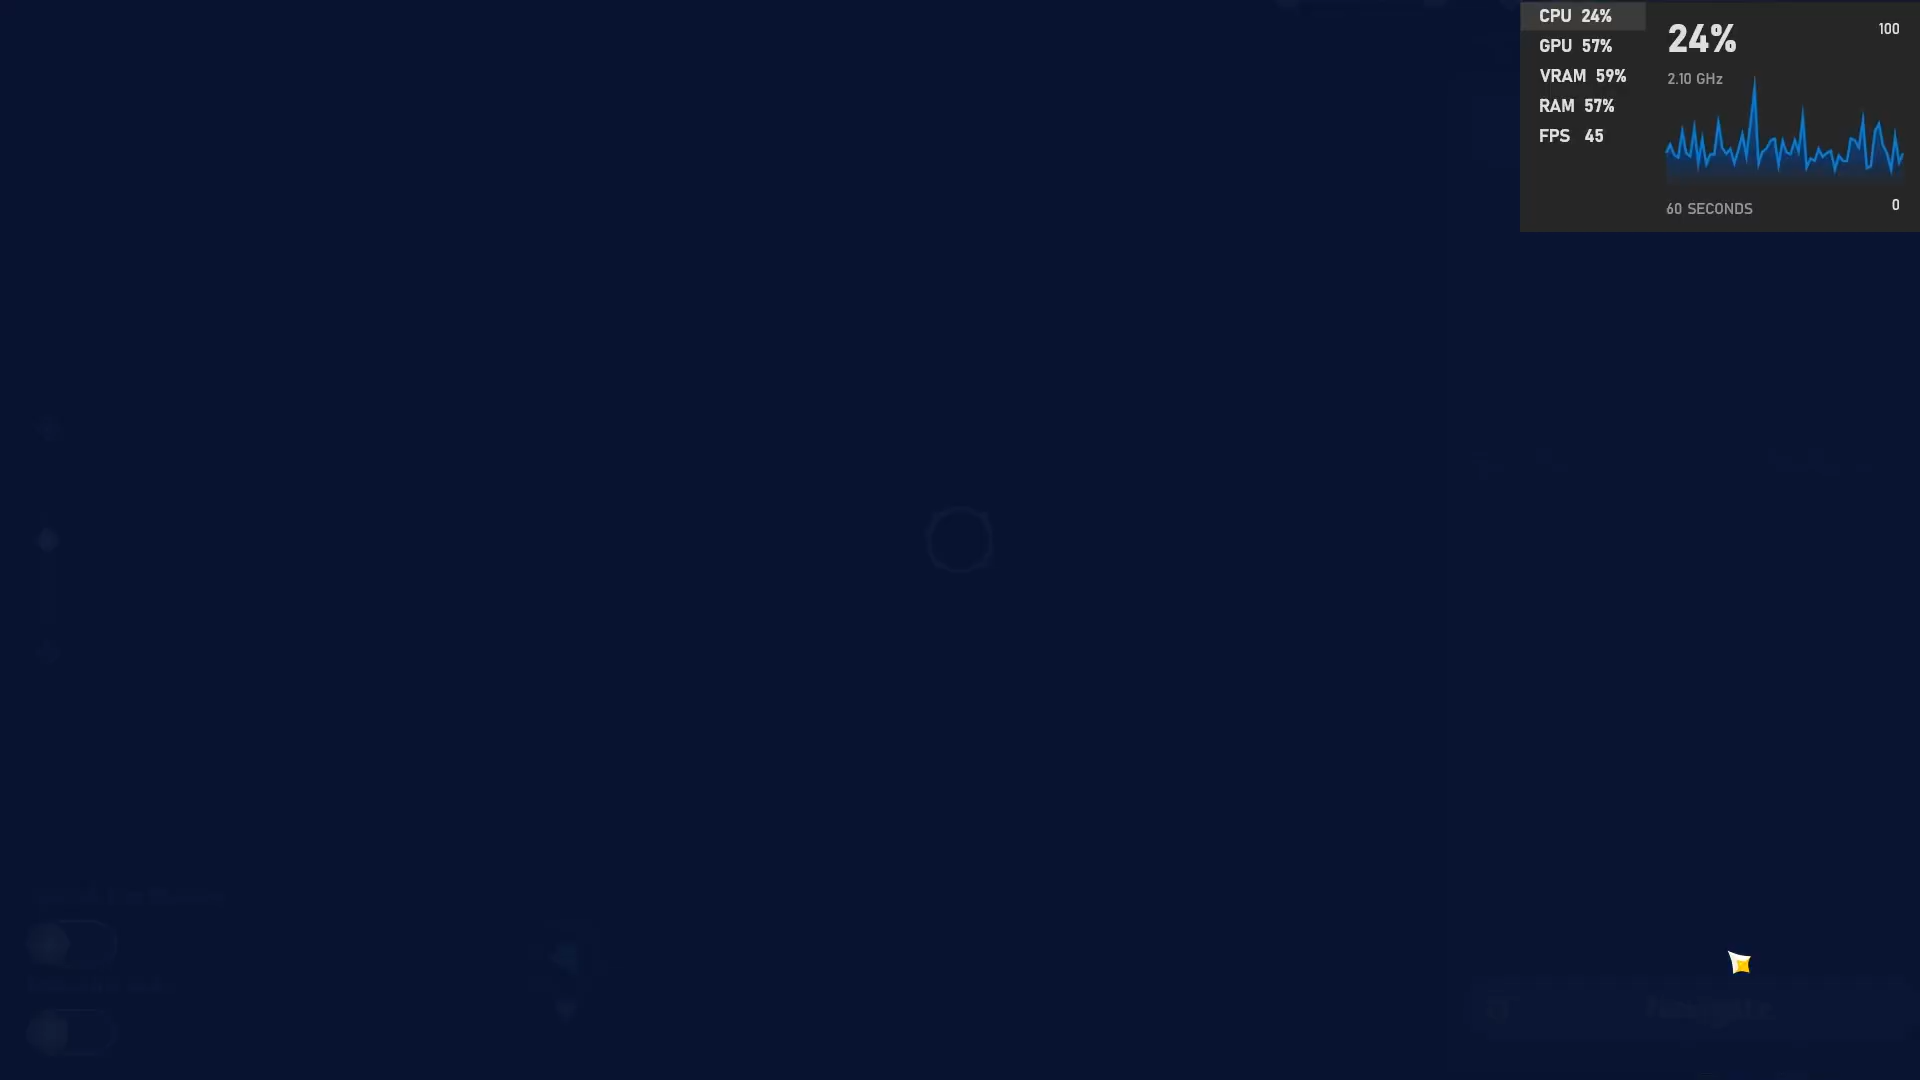 CPU 24%
GPU 57%
VRAM 59%
RAM 57%
FPS 45
24%
2.10 GHz
100
60 SECONDS
0